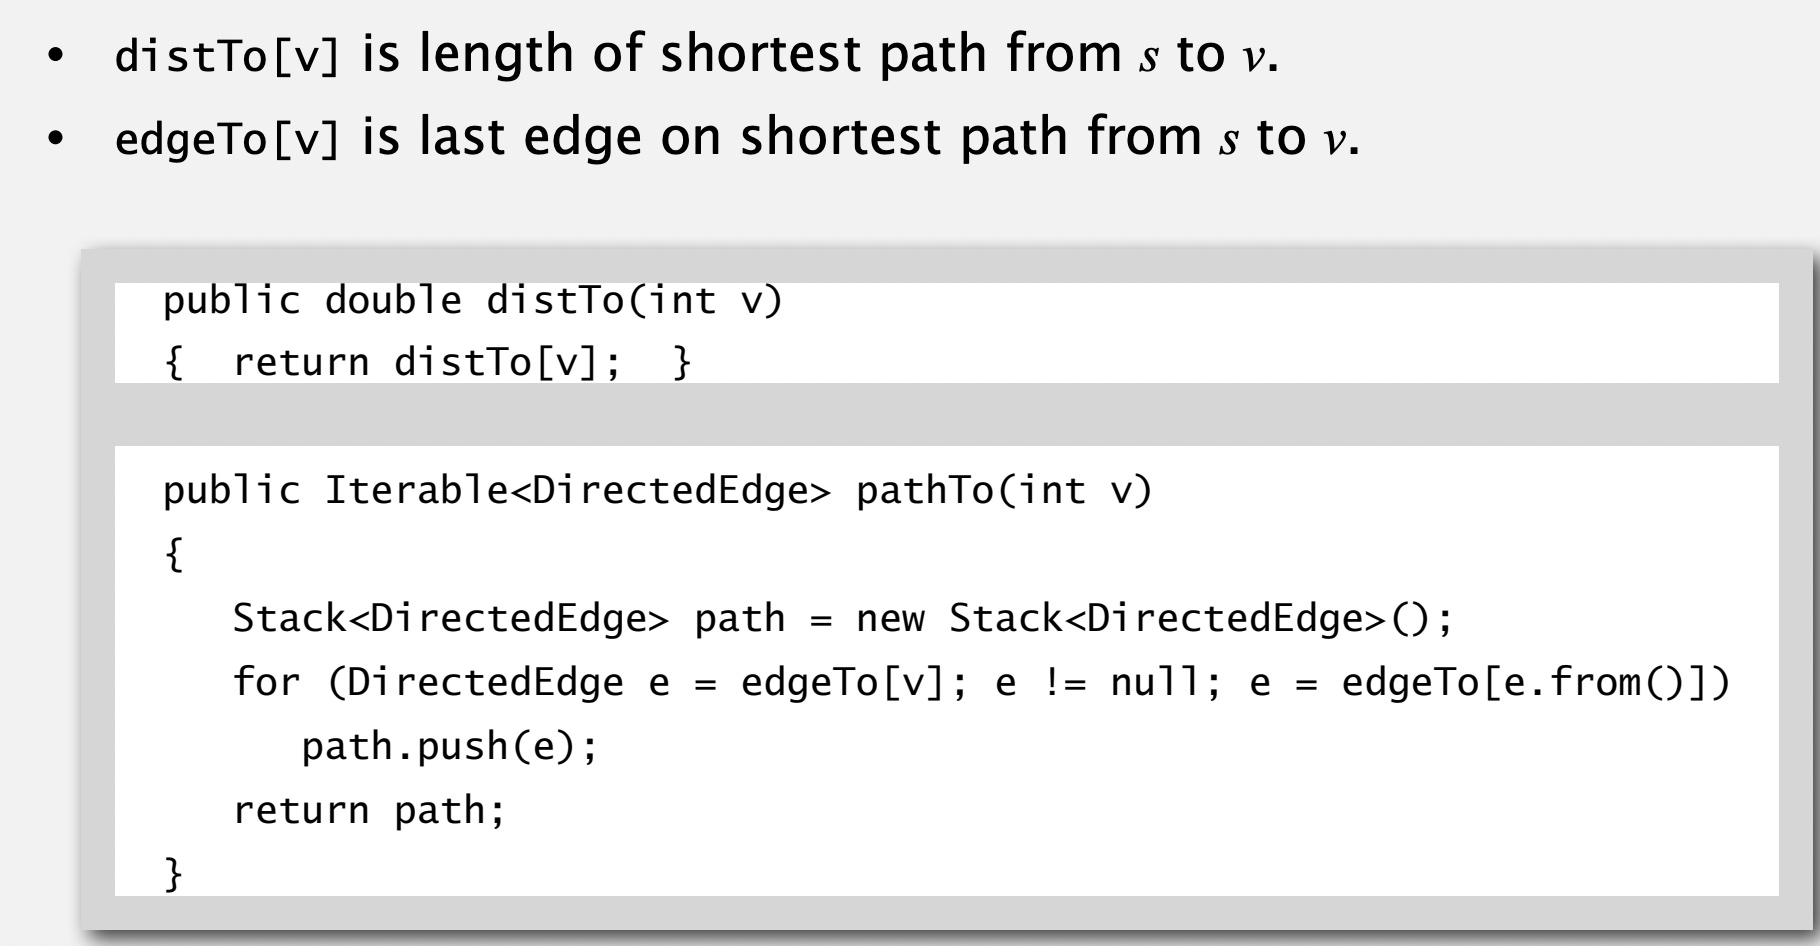 • distTo[v] is length of shortest path from s to v.
• edgeTo[v] is last edge on shortest path from s to v.
public double distTo(int v)
{  return distTo[v];  }
public Iterable<DirectedEdge> pathTo(int v)
{
   Stack<DirectedEdge> path = new Stack<DirectedEdge>();
   for (DirectedEdge e = edgeTo[v]; e != null; e = edgeTo[e.from()])
      path.push(e);
   return path;
}